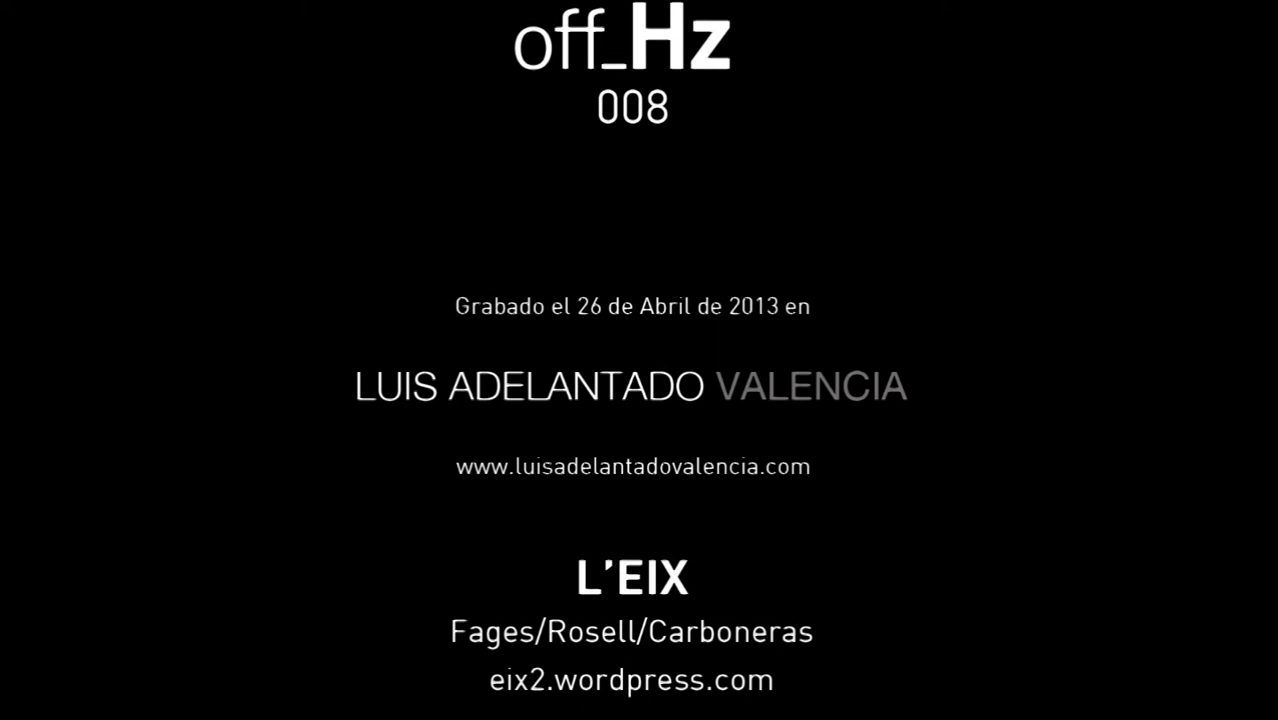 off_Hz
008
Grabado el 26 de Abril de 2013 en
LUIS ADELANTADO VALENCIA
www.luisadelantadovalencia.com
L'EIX
Fages/Rosell/Carboneras
eix2.wordpress.com